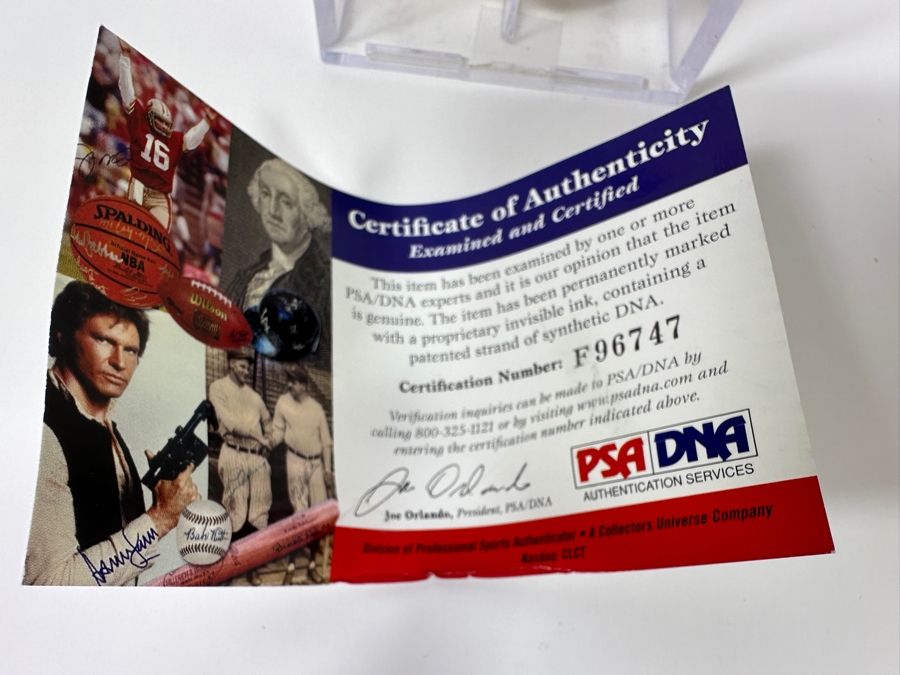 16
SPALDING
NBA
Wilson
Babe Ruth
Certificate of Authenticity
Examined and Certified
This item has been examined by one or more
PSA/DNA experts and it is our opinion that the item
is genuine. The item has been permanently marked
with a proprietary invisible ink, containing a
patented strand of synthetic DNA.
Certification Number: F96747
Verification inquiries can be made to PSA/DNA by
calling 800-325-1121 or by visiting www.psadna.com and
entering the certification number indicated above.
Joe Orlando
Joe Orlando, President, PSA/DNA
PSA DNA
AUTHENTICATION SERVICES
Division of Professional Sports Authenticator • A Collectors Universe Company
Nasdaq: CLCT